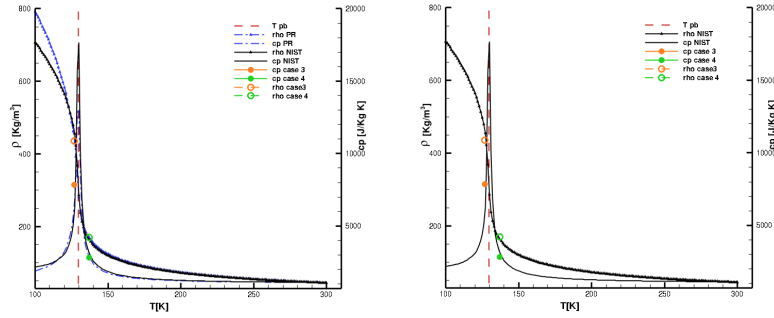 800
600
400
200
ρ [Kg/m³]
20000
15000
10000
5000
cp [J/Kg K]
100 150 200 250 300
T[K]
T pb
rho PR
cp PR
rho NIST
cp NIST
cp case 3
cp case 4
rho case3
rho case 4
800
600
400
200
ρ [Kg/m³]
20000
15000
10000
5000
cp [J/Kg K]
100 150 200 250 300
T[K]
T pb
rho NIST
cp NIST
cp case 3
cp case 4
rho case3
rho case 4